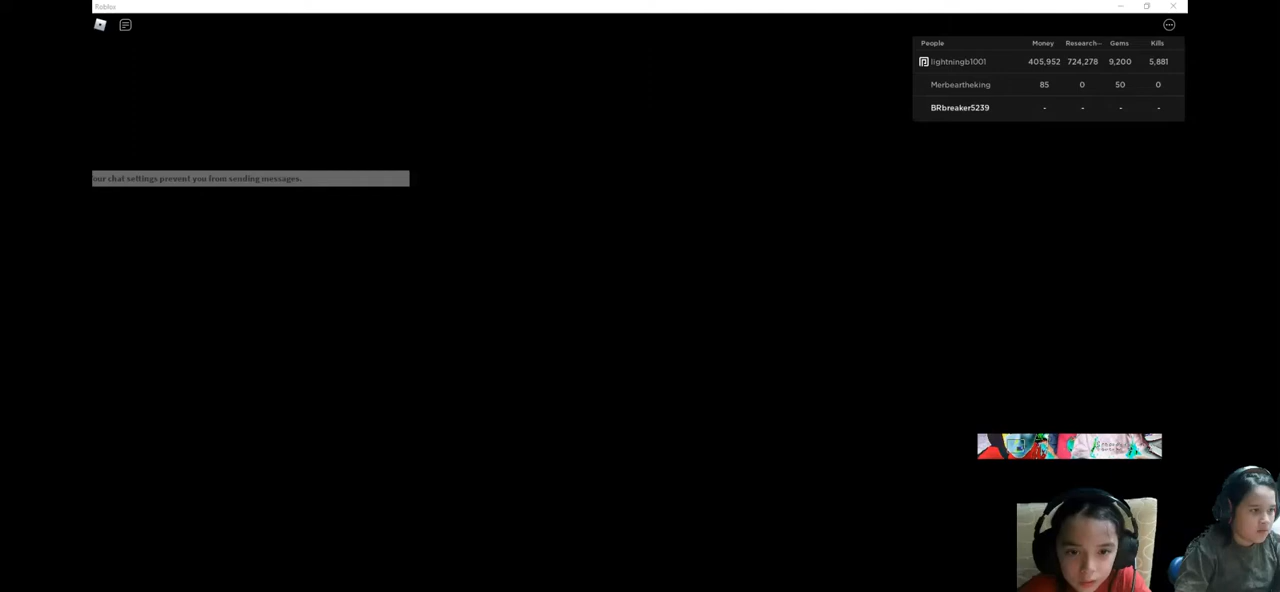 Roblox
People Money Research Gems Kills
lightningb1001 405,952 724,278 9,200 5,881
Merbeartheking 85 0 50 0
BRbreaker5239 - - - -
our chat settings prevent you from sending messages.